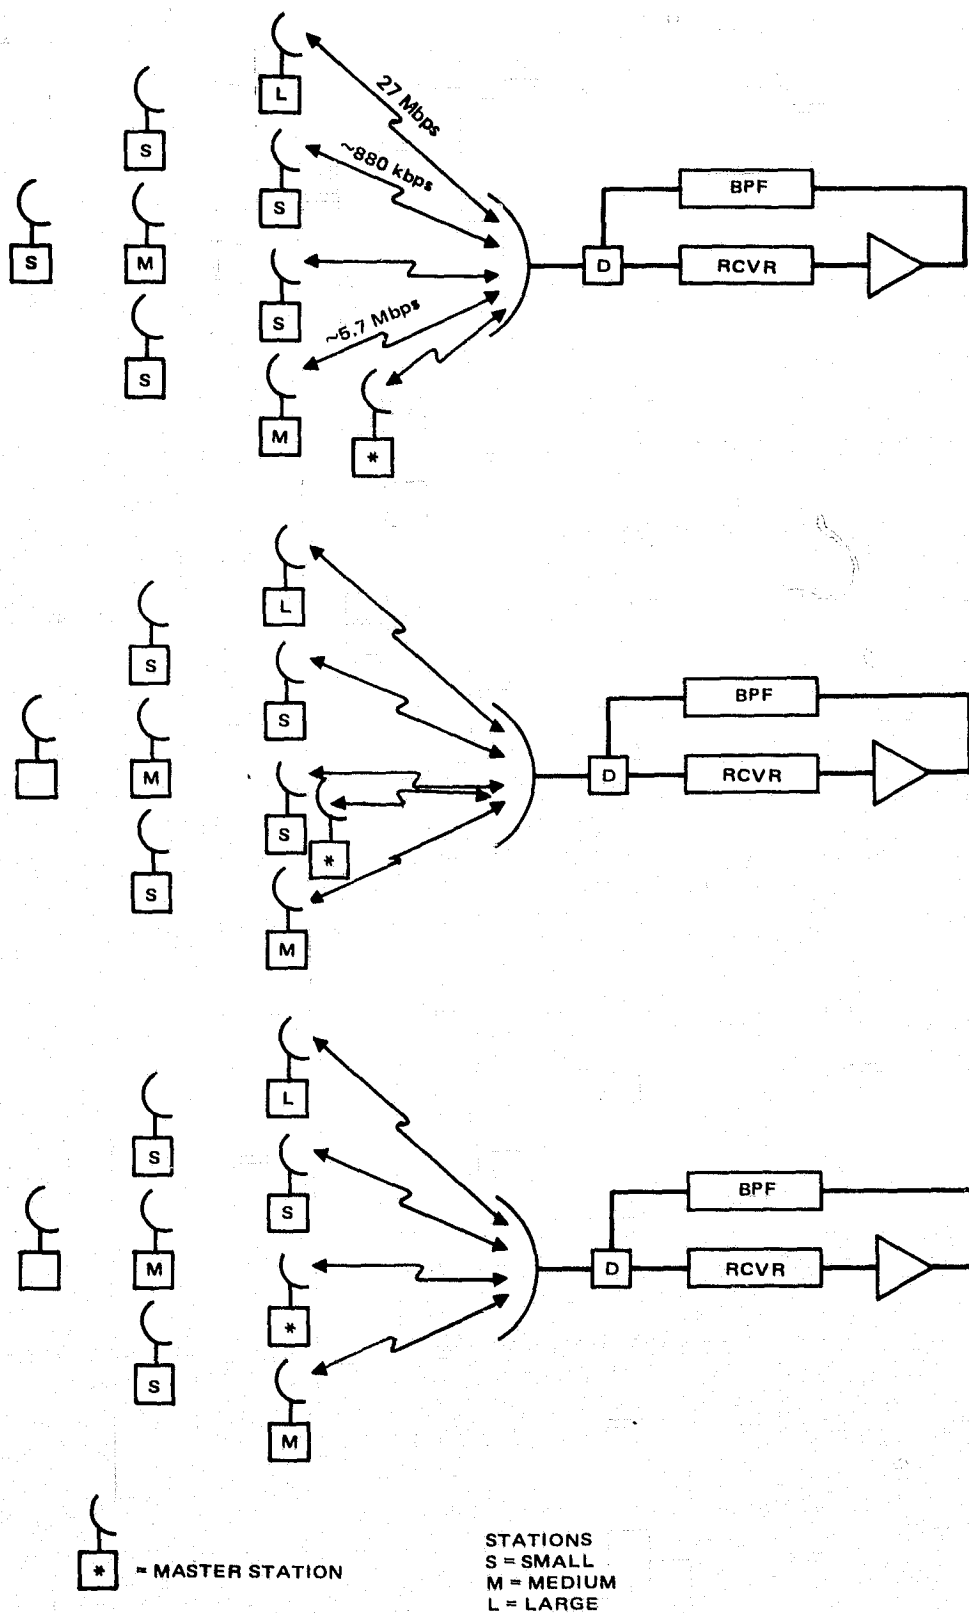 L
27 Mbps
S
~880 kbps
S
BPF
S
M
D
RCVR
S
~5.7 Mbps
S
M
*
L
S
S
BPF
M
D
RCVR
S
*
S
M
L
S
S
BPF
M
D
RCVR
*
S
M
* = MASTER STATION
STATIONS
S = SMALL
M = MEDIUM
L = LARGE